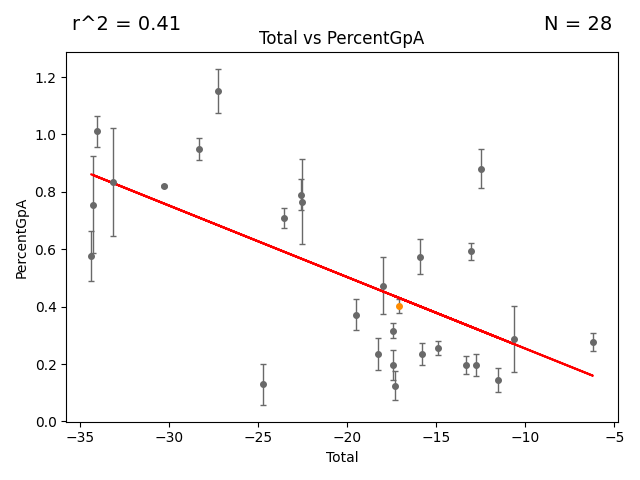 r^2 = 0.41
N = 28
Total vs PercentGpA
1.2
1.0
0.8
0.6
0.4
0.2
0.0
PercentGpA
−35
−30
−25
−20
−15
−10
−5
Total